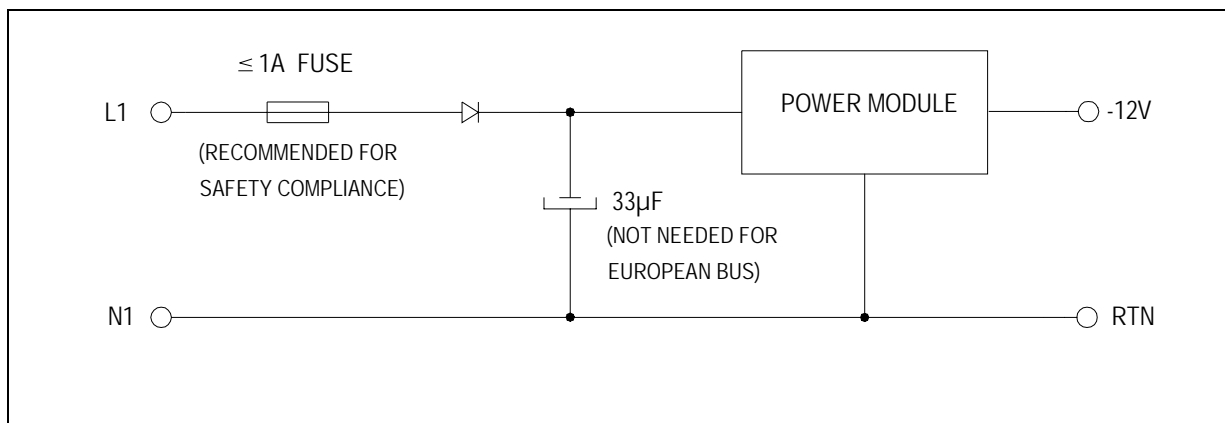 ≤ 1A FUSE
L1
POWER MODULE
-12V
(RECOMMENDED FOR
SAFETY COMPLIANCE)
33µF
(NOT NEEDED FOR
EUROPEAN BUS)
N1
RTN